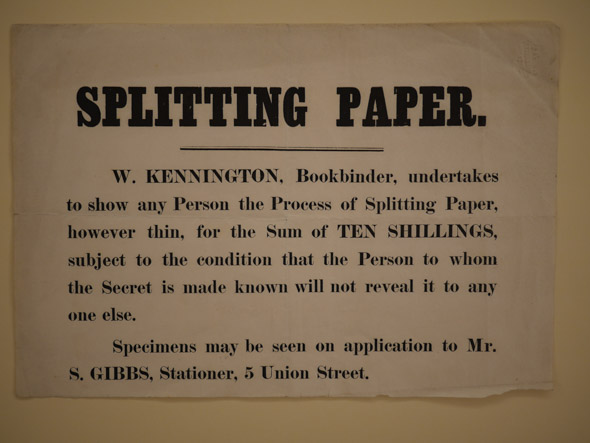 SPLITTING PAPER.
W. KENNINGTON, Bookbinder, undertakes
to show any Person the Process of Splitting Paper,
however thin, for the Sum of TEN SHILLINGS,
subject to the condition that the Person to whom
the Secret is made known will not reveal it to any
one else.
Specimens may be seen on application to Mr.
S. GIBBS, Stationer, 5 Union Street.